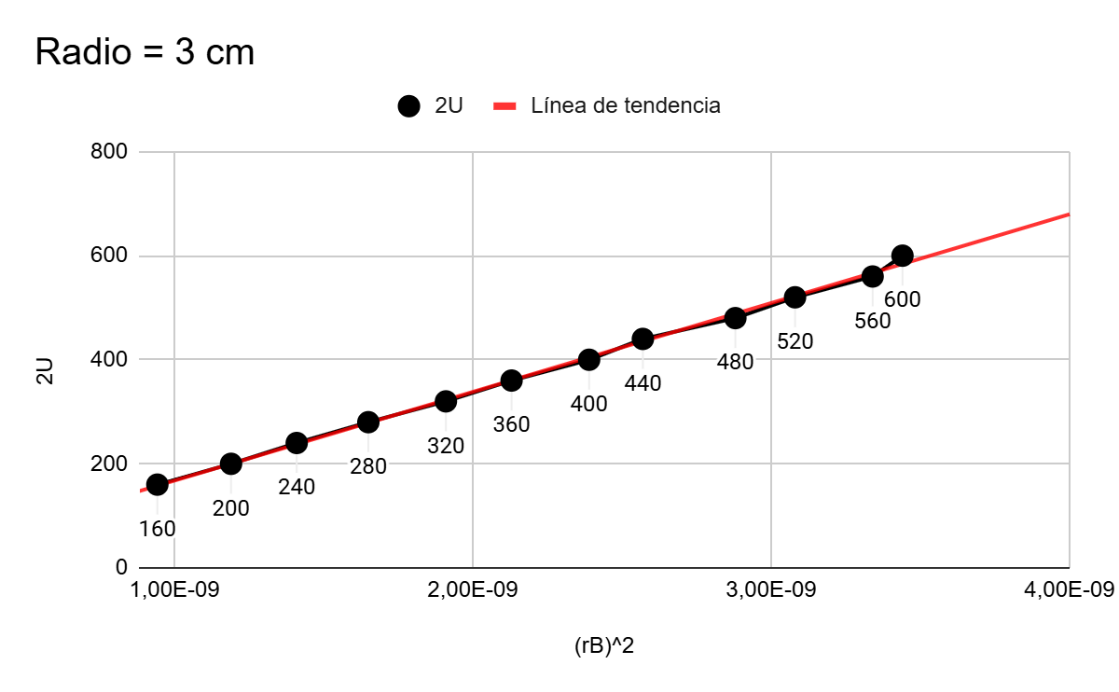 Radio = 3 cm
2U
Línea de tendencia
800
600
400
200
0
2U
160
200
240
280
320
360
400
440
480
520
560
600
1,00E-09
2,00E-09
3,00E-09
4,00E-09
(rB)^2